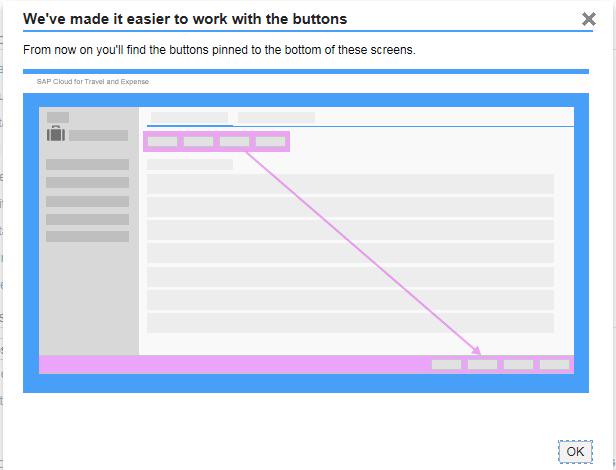 We've made it easier to work with the buttons
From now on you'll find the buttons pinned to the bottom of these screens.
SAP Cloud for Travel and Expense
OK